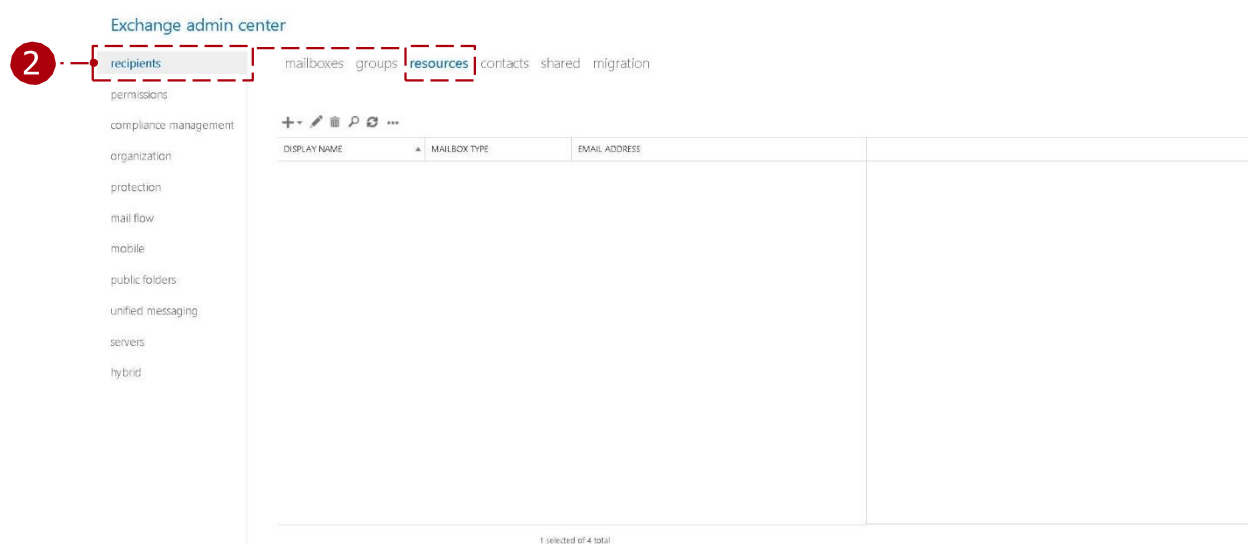 Exchange admin center
2
recipients
mailboxes groups resources contacts shared migration
permissions
compliance management
organization
protection
mail flow
mobile
public folders
unified messaging
servers
hybrid
DISPLAY NAME MAILBOX TYPE EMAIL ADDRESS
1 selected of 4 total